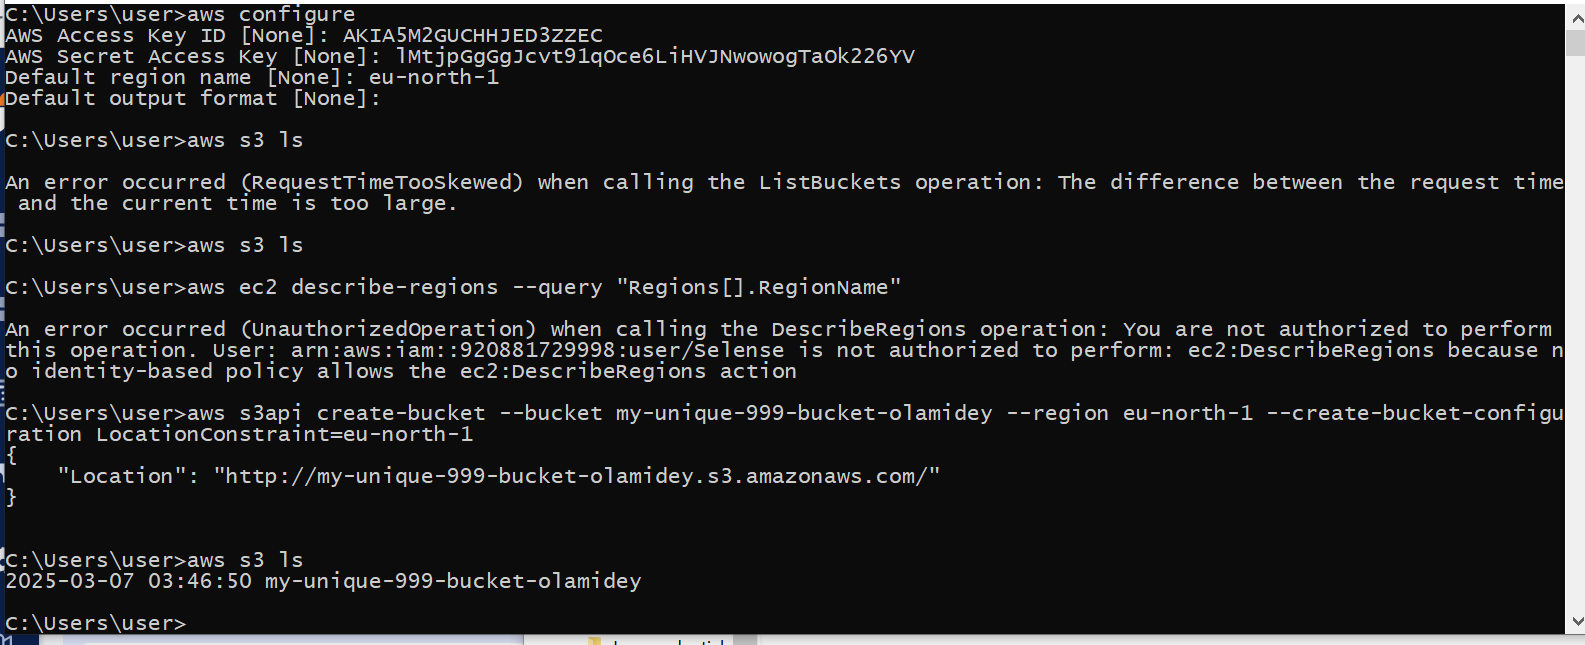 C:\Users\user>aws configure
AWS Access Key ID [None]: AKIA5M2GUCHHJED3ZZEC
AWS Secret Access Key [None]: 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
Default region name [None]: eu-north-1
Default output format [None]:
C:\Users\user>aws s3 ls
An error occurred (RequestTimeTooSkewed) when calling the ListBuckets operation: The difference between the request time
and the current time is too large.
C:\Users\user>aws s3 ls
C:\Users\user>aws ec2 describe-regions --query "Regions[].RegionName"
An error occurred (UnauthorizedOperation) when calling the DescribeRegions operation: You are not authorized to perform
this operation. User: arn:aws:iam::920881729998:user/Selense is not authorized to perform: ec2:DescribeRegions because n
o identity-based policy allows the ec2:DescribeRegions action
C:\Users\user>aws s3api create-bucket --bucket my-unique-999-bucket-olamidey --region eu-north-1 --create-bucket-configu
ration LocationConstraint=eu-north-1
{
"Location": "http://my-unique-999-bucket-olamidey.s3.amazonaws.com/"
}
C:\Users\user>aws s3 ls
2025-03-07 03:46:50 my-unique-999-bucket-olamidey
C:\Users\user>